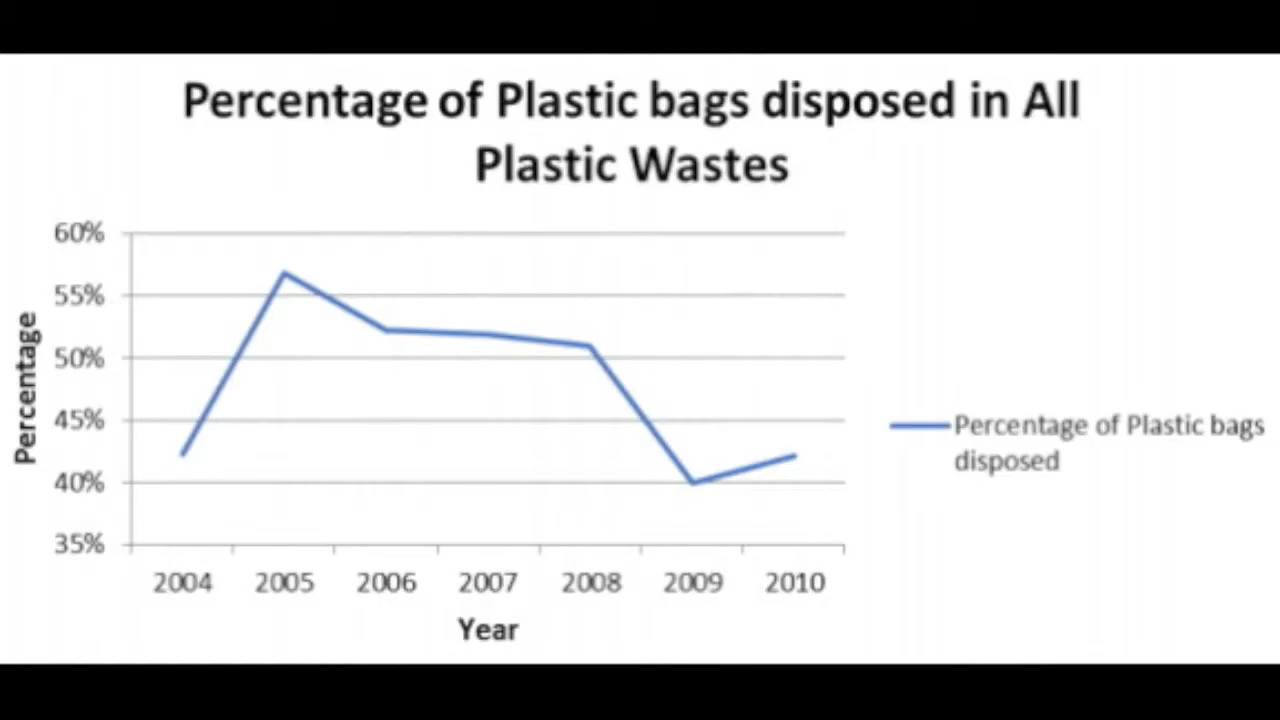 Percentage of Plastic bags disposed in All
Plastic Wastes
60%
55%
50%
45%
40%
35%
Percentage
2004 2005 2006 2007 2008 2009 2010
Year
Percentage of Plastic bags
disposed